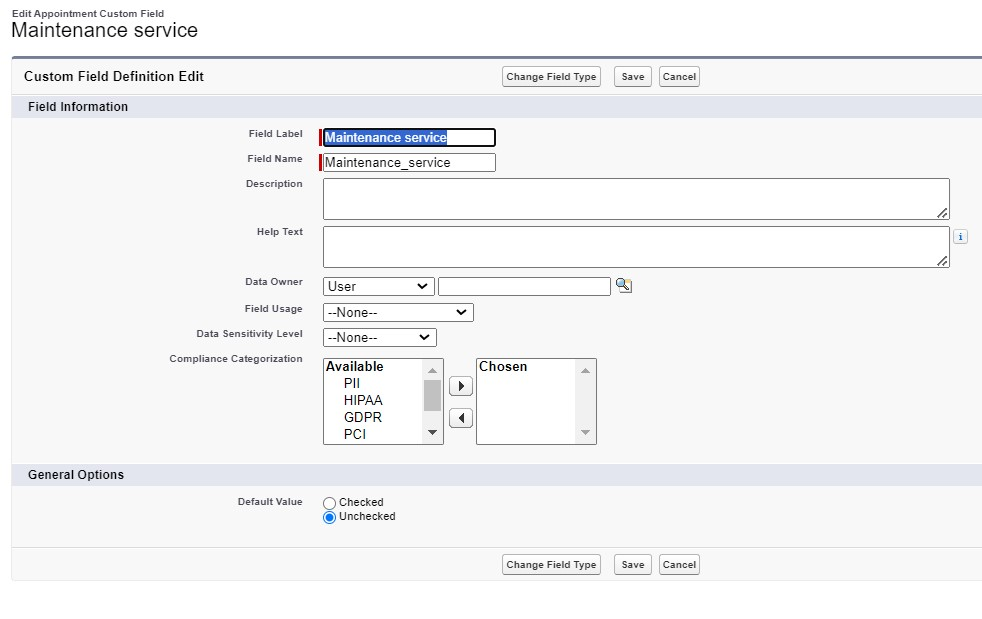 Edit Appointment Custom Field
Maintenance service
Custom Field Definition Edit
Change Field Type Save Cancel
Field Information
Field Label Maintenance service
Field Name Maintenance_service
Description
Help Text
i
Data Owner User
Field Usage --None--
Data Sensitivity Level --None--
Compliance Categorization
Available Chosen
PII
HIPAA
GDPR
PCI
General Options
Default Value Checked
Unchecked
Change Field Type Save Cancel